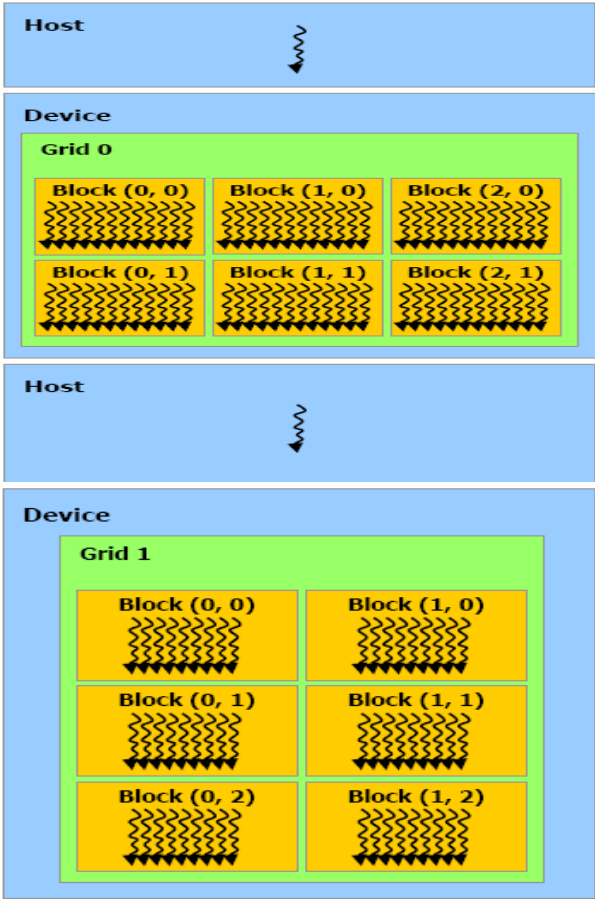 Host
Device
Grid 0
Block (0, 0) Block (1, 0) Block (2, 0)
Block (0, 1) Block (1, 1) Block (2, 1)
Host
Device
Grid 1
Block (0, 0) Block (1, 0)
Block (0, 1) Block (1, 1)
Block (0, 2) Block (1, 2)